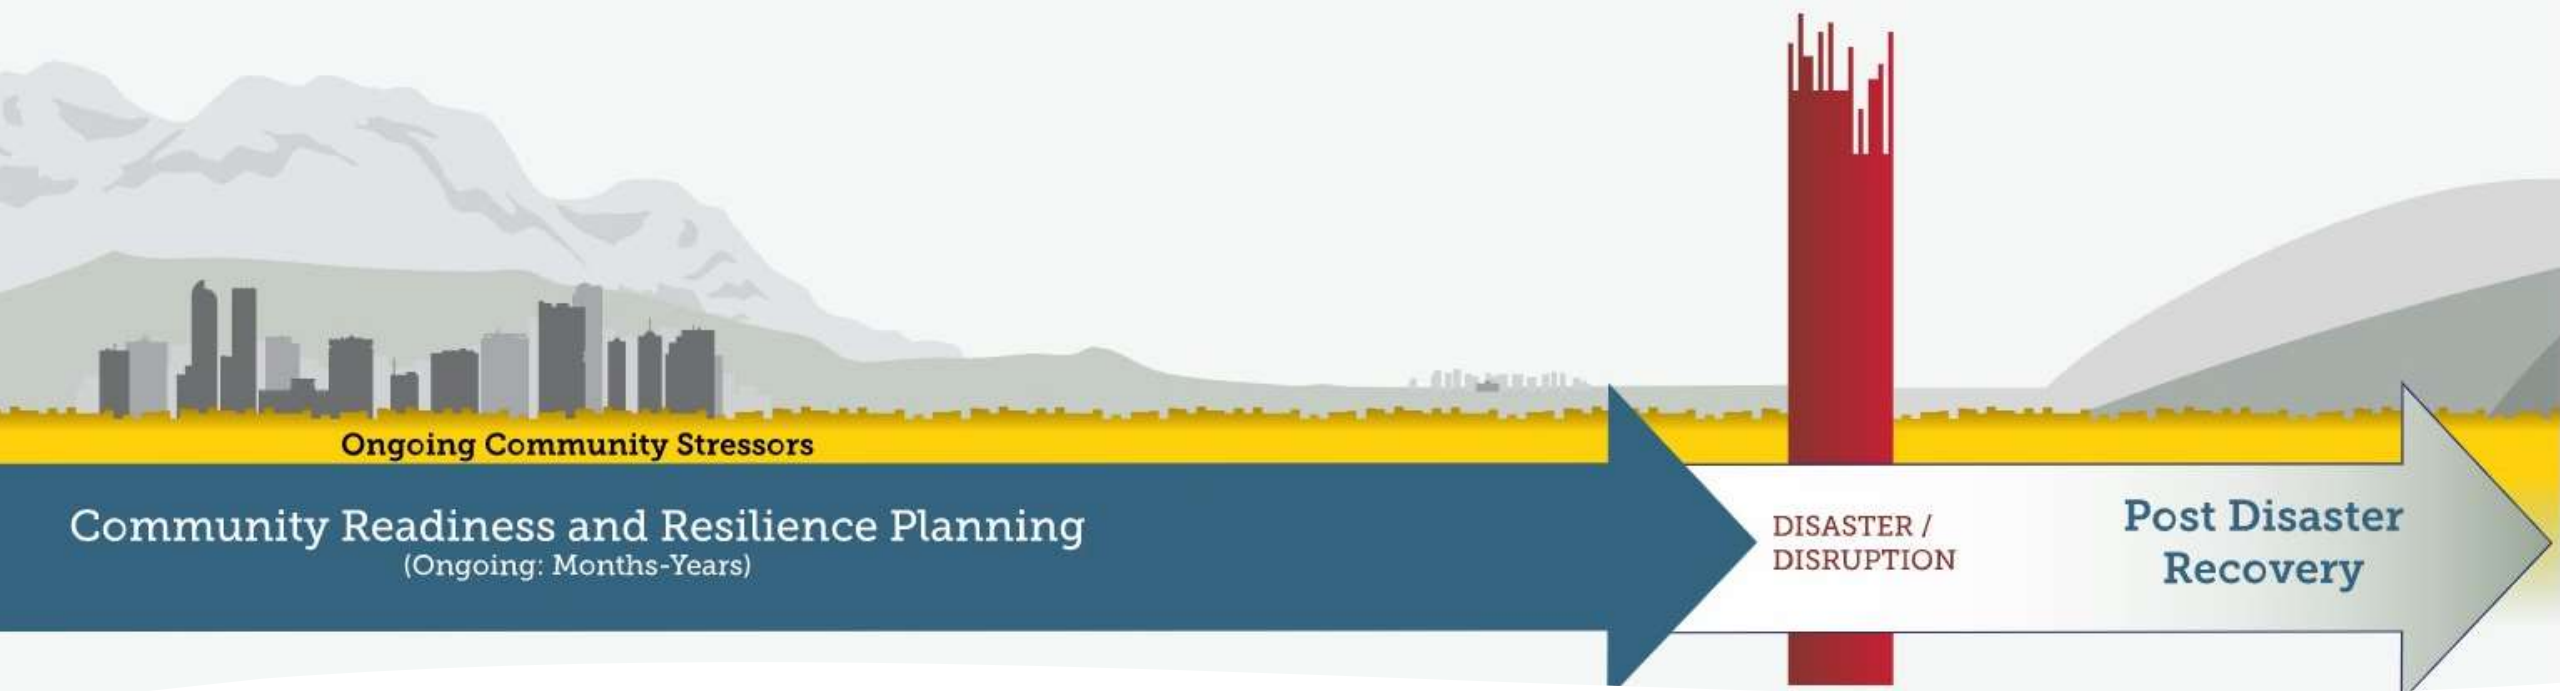 Ongoing Community Stressors
Community Readiness and Resilience Planning
(Ongoing: Months-Years)
DISASTER /
DISRUPTION
Post Disaster
Recovery